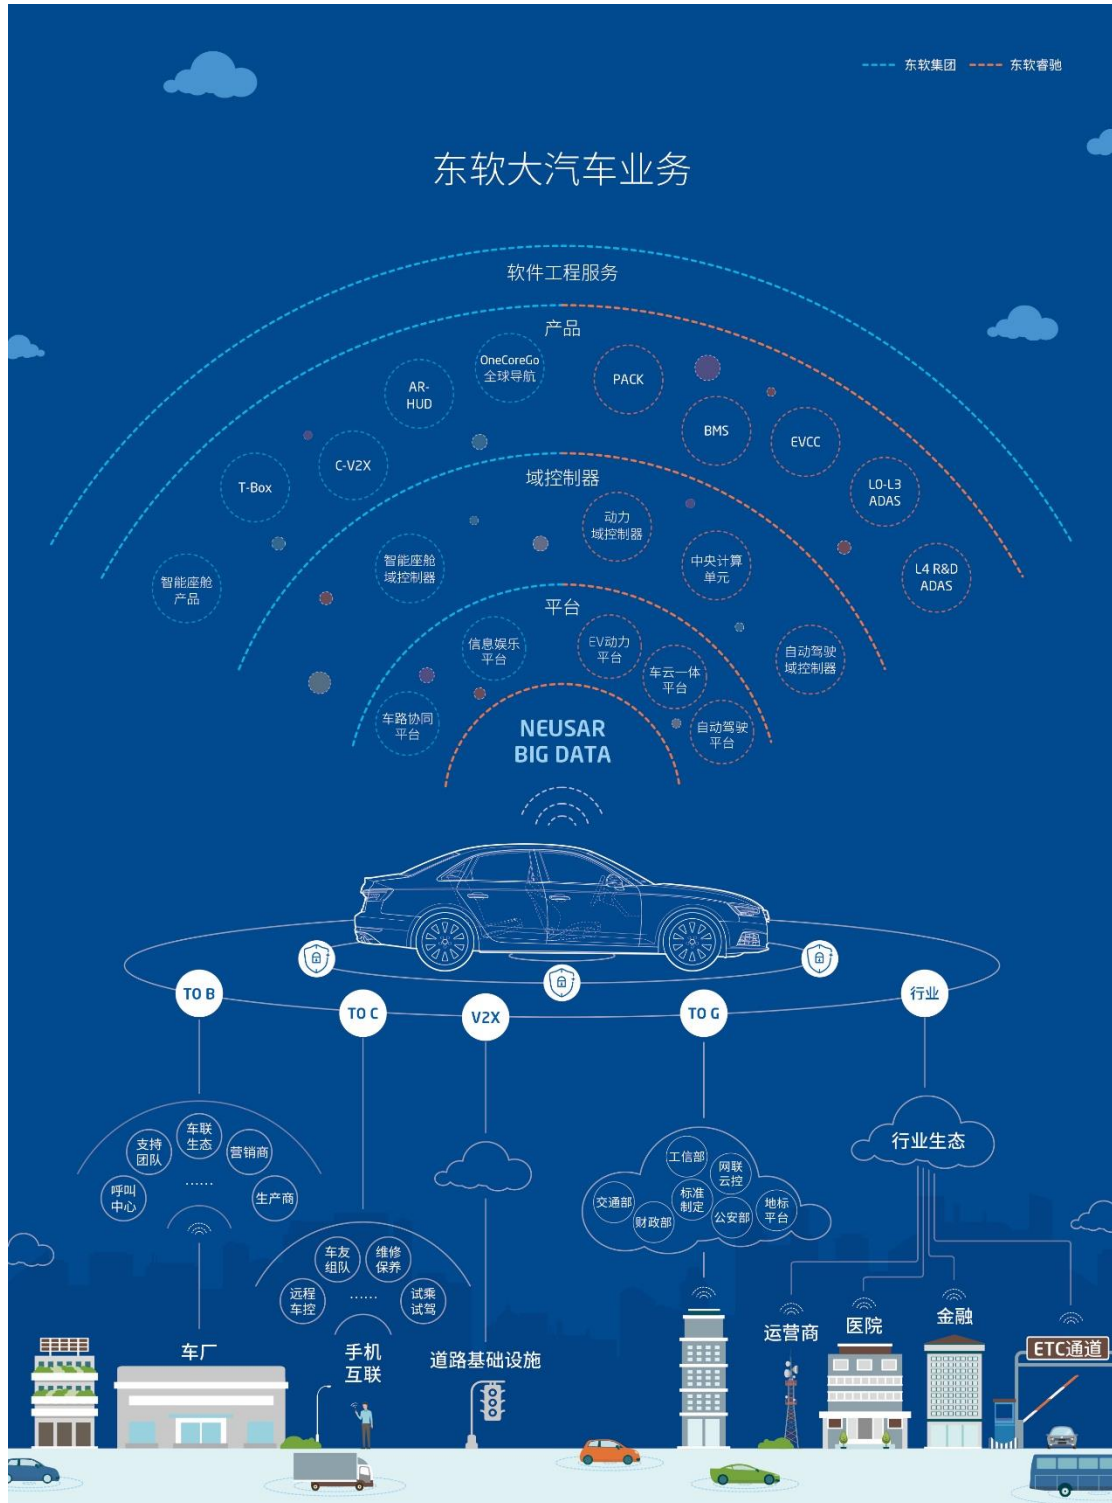 东软集团
东软睿驰
东软大汽车业务
软件工程服务
产品
OneCoreGo
全球导航
AR-
HUD
PACK
BMS
EVCC
C-V2X
T-Box
L0-L3
ADAS
智能座舱
产品
L4 R&D
ADAS
域控制器
动力
域控制器
智能座舱
域控制器
中央计算
单元
自动驾驶
域控制器
平台
信息娱乐
平台
EV动力
平台
车云一体
平台
车路协同
平台
自动驾驶
平台
NEUSAR
BIG DATA
TO B
TO C
V2X
TO G
行业
车联
生态
支持
团队
营销商
呼叫
中心
......
生产商
车友
组队
维修
保养
远程
车控
......
试乘
试驾
工信部
网联
云控
交通部
标准
制定
地标
平台
财政部
公安部
行业生态
车厂
手机
互联
道路基础设施
运营商
医院
金融
ETC通道